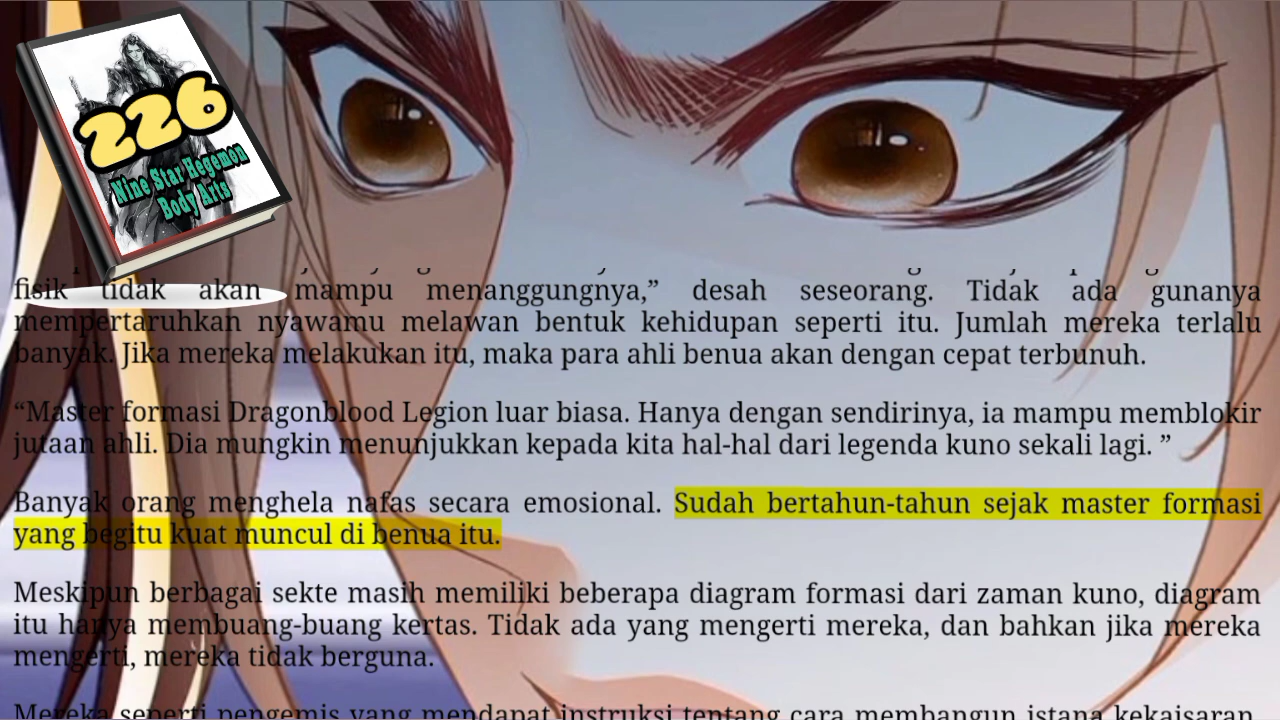 226
Nine Star Hegemon
Body Arts
fisik tidak akan mampu menanggungnya,” desah seseorang. Tidak ada gunanya
mempertaruhkan nyawamu melawan bentuk kehidupan seperti itu. Jumlah mereka terlalu
banyak. Jika mereka melakukan itu, maka para ahli benua akan dengan cepat terbunuh.
“Master formasi Dragonblood Legion luar biasa. Hanya dengan sendirinya, ia mampu memblokir
jutaan ahli. Dia mungkin menunjukkan kepada kita hal-hal dari legenda kuno sekali lagi. ”
Banyak orang menghela nafas secara emosional. Sudah bertahun-tahun sejak master formasi
yang begitu kuat muncul di benua itu.
Meskipun berbagai sekte masih memiliki beberapa diagram formasi dari zaman kuno, diagram
itu hanya membuang-buang kertas. Tidak ada yang mengerti mereka, dan bahkan jika mereka
mengerti, mereka tidak berguna.
Mereka seperti pengemis yang mendapat instruksi tentang cara membangun istana kekaisaran.